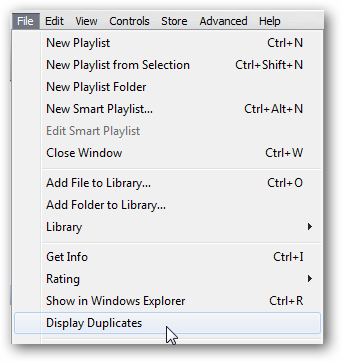 File Edit View Controls Store Advanced Help
New Playlist Ctrl+N
New Playlist from Selection Ctrl+Shift+N
New Playlist Folder
New Smart Playlist... Ctrl+Alt+N
Edit Smart Playlist
Close Window Ctrl+W
Add File to Library... Ctrl+O
Add Folder to Library...
Library
Get Info Ctrl+I
Rating
Show in Windows Explorer Ctrl+R
Display Duplicates